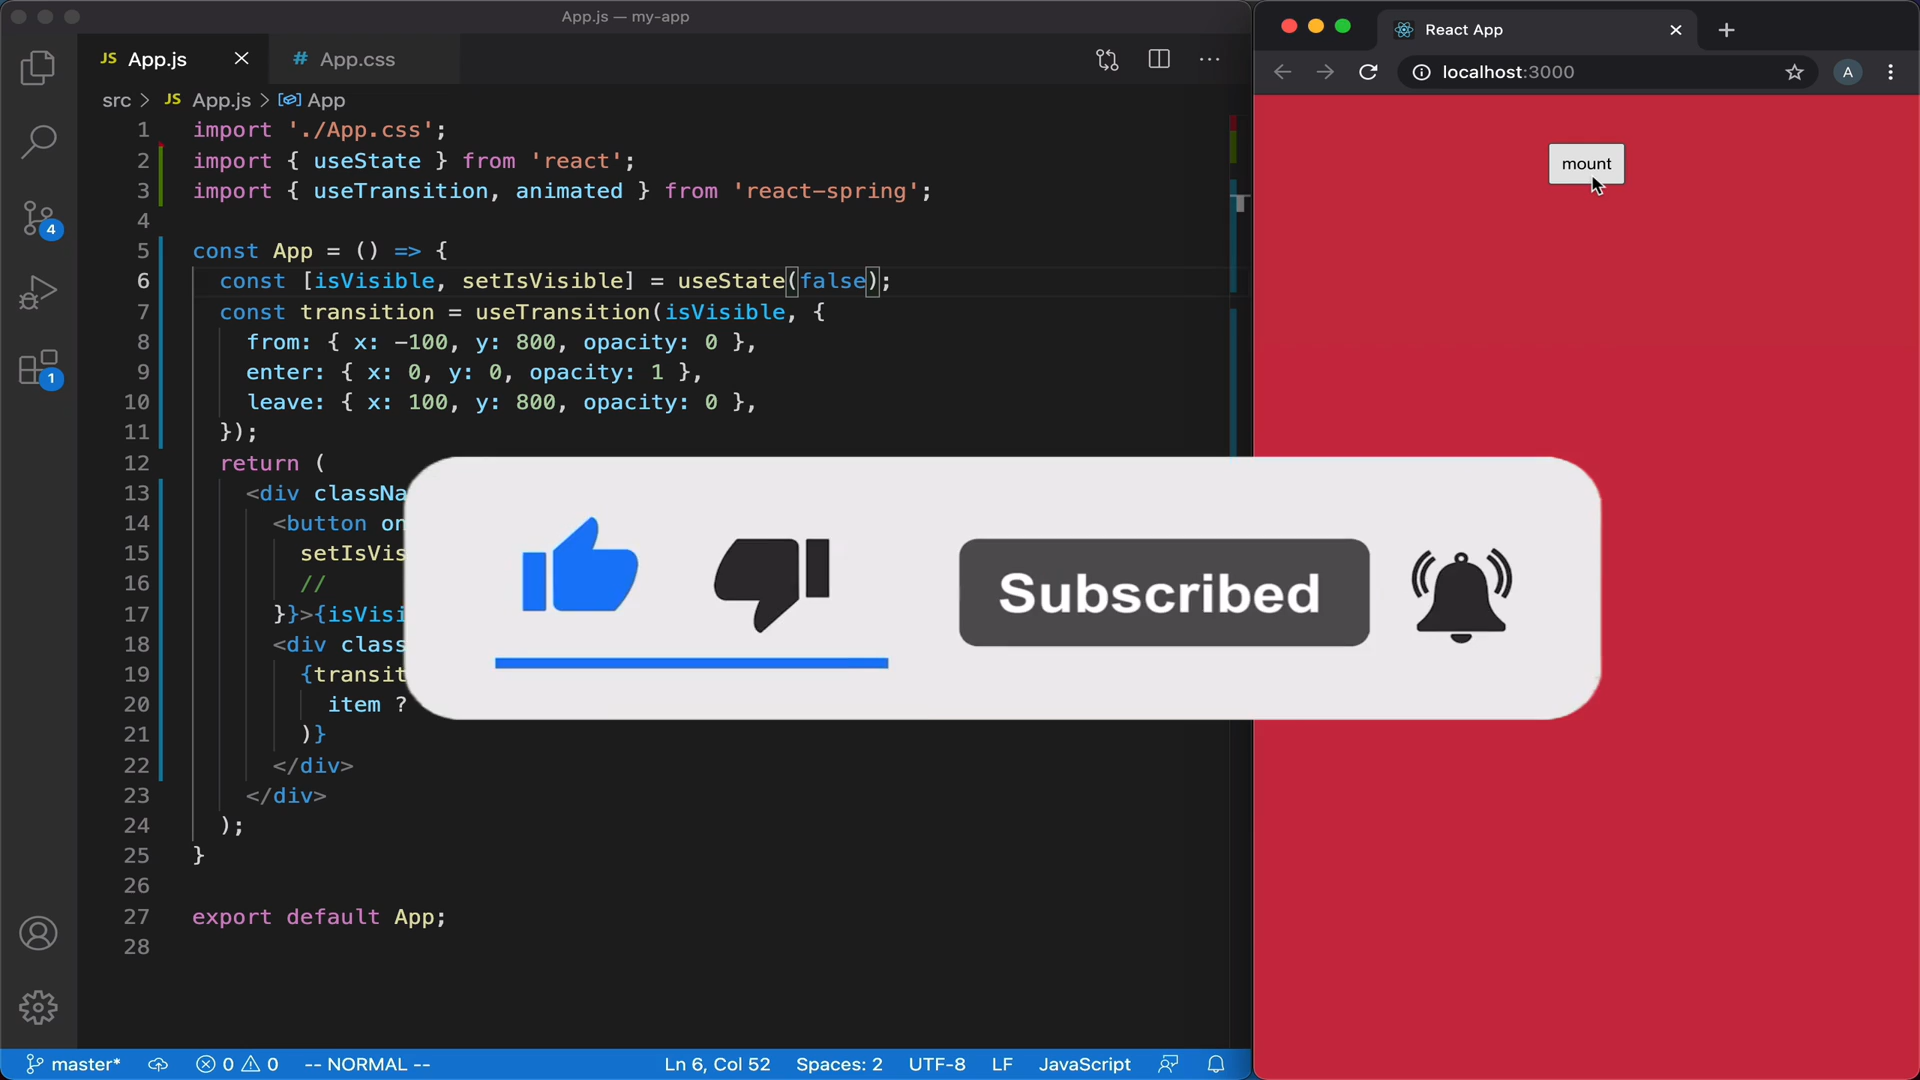 App.js — my-app
JS App.js
# App.css
src > JS App.js > App
1 import './App.css';
2 import { useState } from 'react';
3 import { useTransition, animated } from 'react-spring';
4
5 const App = () => {
6 const [isVisible, setIsVisible] = useState(false);
7 const transition = useTransition(isVisible, {
8 from: { x: -100, y: 800, opacity: 0 },
9 enter: { x: 0, y: 0, opacity: 1 },
10 leave: { x: 100, y: 800, opacity: 0 },
11 });
12 return (
13 <div classNa
14 <button on
15 setIsVis
16 //
17 }}>{isVisi
18 <div class
19 {transit
20 item ?
21 )}
22 </div>
23 </div>
24 );
25 }
26
27 export default App;
28
4
1
master*
0
0
-- NORMAL --
Ln 6, Col 52
Spaces: 2
UTF-8
LF
JavaScript
React App
localhost:3000
A
mount
Subscribed